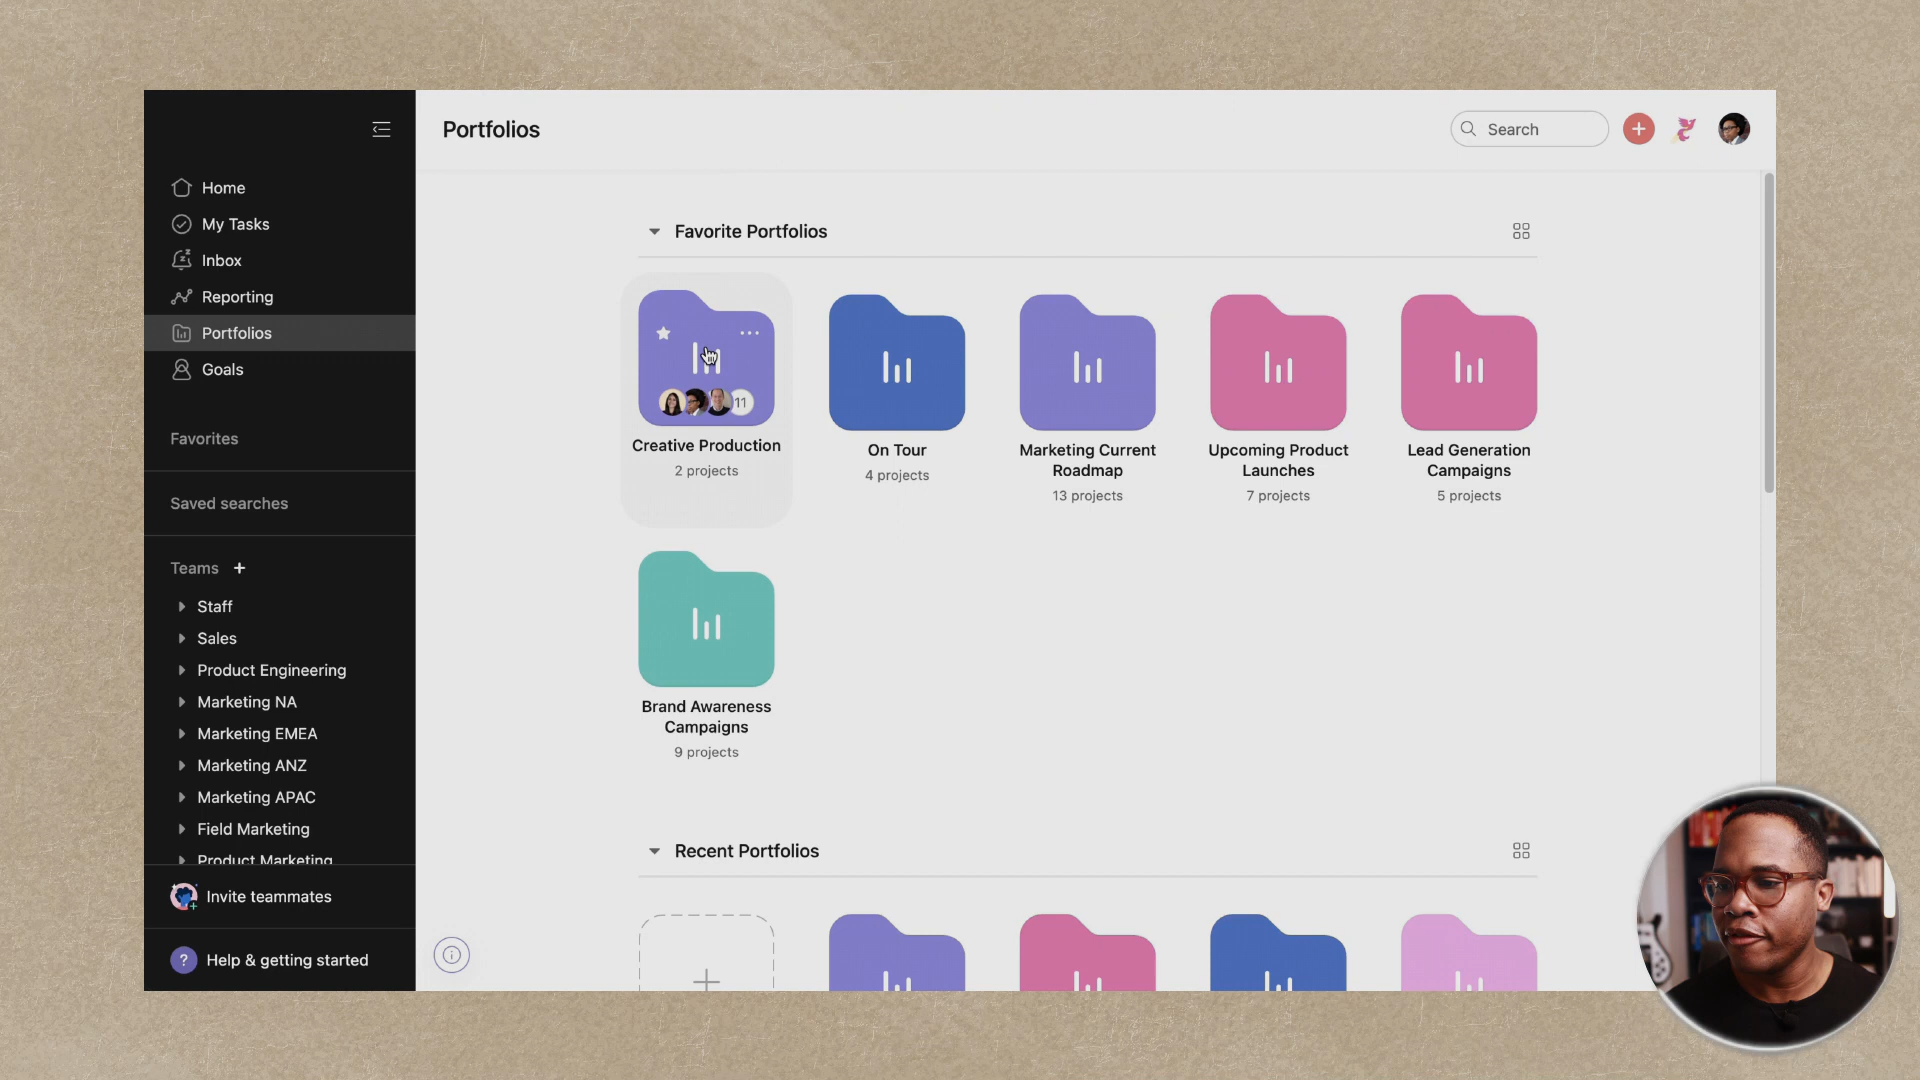 Portfolios
Search
Home
My Tasks
Inbox
Reporting
Portfolios
Goals
Favorites
Saved searches
Teams +
Staff
Sales
Product Engineering
Marketing NA
Marketing EMEA
Marketing ANZ
Marketing APAC
Field Marketing
Product Marketing
Invite teammates
? Help & getting started
Favorite Portfolios
11
Creative Production
2 projects
On Tour
4 projects
Marketing Current
Roadmap
13 projects
Upcoming Product
Launches
7 projects
Lead Generation
Campaigns
5 projects
Brand Awareness
Campaigns
9 projects
Recent Portfolios